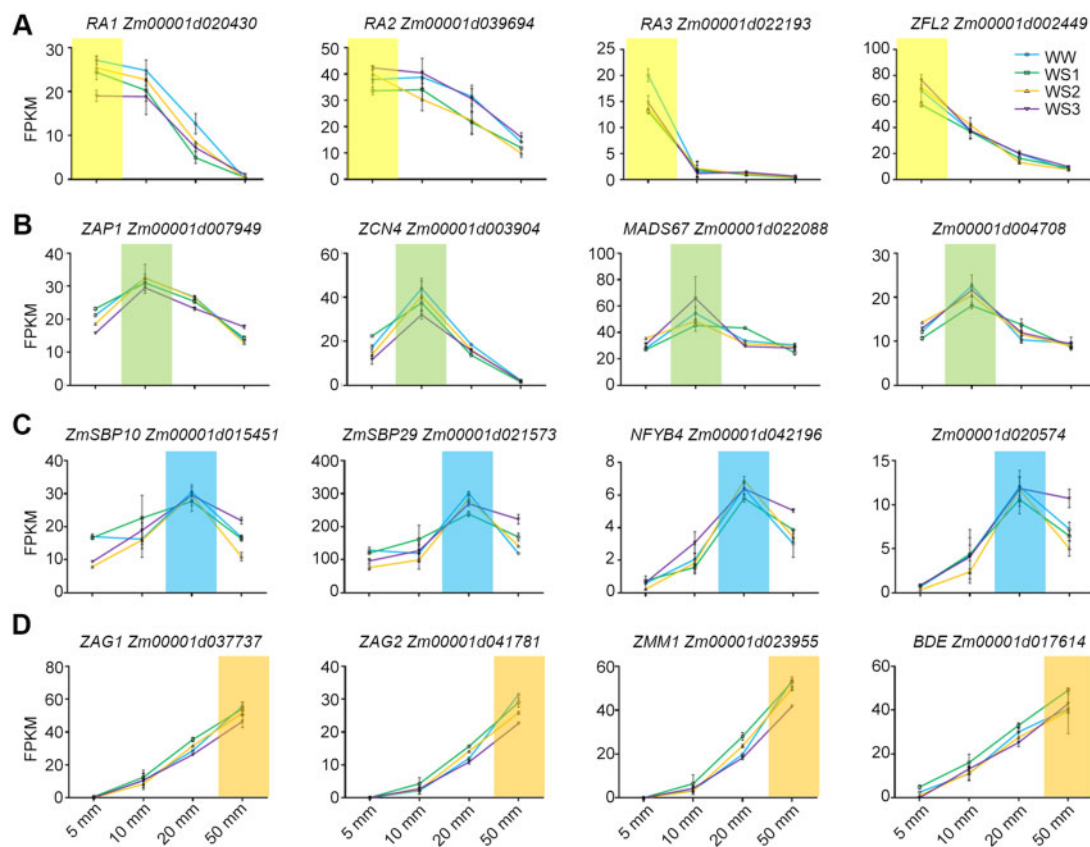 A
RA1 Zm00001d020430
RA2 Zm00001d039694
RA3 Zm00001d022193
ZFL2 Zm00001d002449
FPKM
30
20
10
0
50
40
30
20
10
0
25
20
15
10
5
0
100
80
60
40
20
0
WW
WS1
WS2
WS3
B
ZAP1 Zm00001d007949
ZCN4 Zm00001d003904
MADS67 Zm00001d022088
Zm00001d004708
FPKM
40
30
20
10
0
60
40
20
0
100
80
60
40
20
0
30
20
10
0
C
ZmSBP10 Zm00001d015451
ZmSBP29 Zm00001d021573
NFYB4 Zm00001d042196
Zm00001d020574
FPKM
40
30
20
10
0
400
300
200
100
0
8
6
4
2
0
15
10
5
0
D
ZAG1 Zm00001d037737
ZAG2 Zm00001d041781
ZMM1 Zm00001d023955
BDE Zm00001d017614
FPKM
80
60
40
20
0
40
30
20
10
0
60
40
20
0
60
40
20
0
5 mm
10 mm
20 mm
50 mm
5 mm
10 mm
20 mm
50 mm
5 mm
10 mm
20 mm
50 mm
5 mm
10 mm
20 mm
50 mm